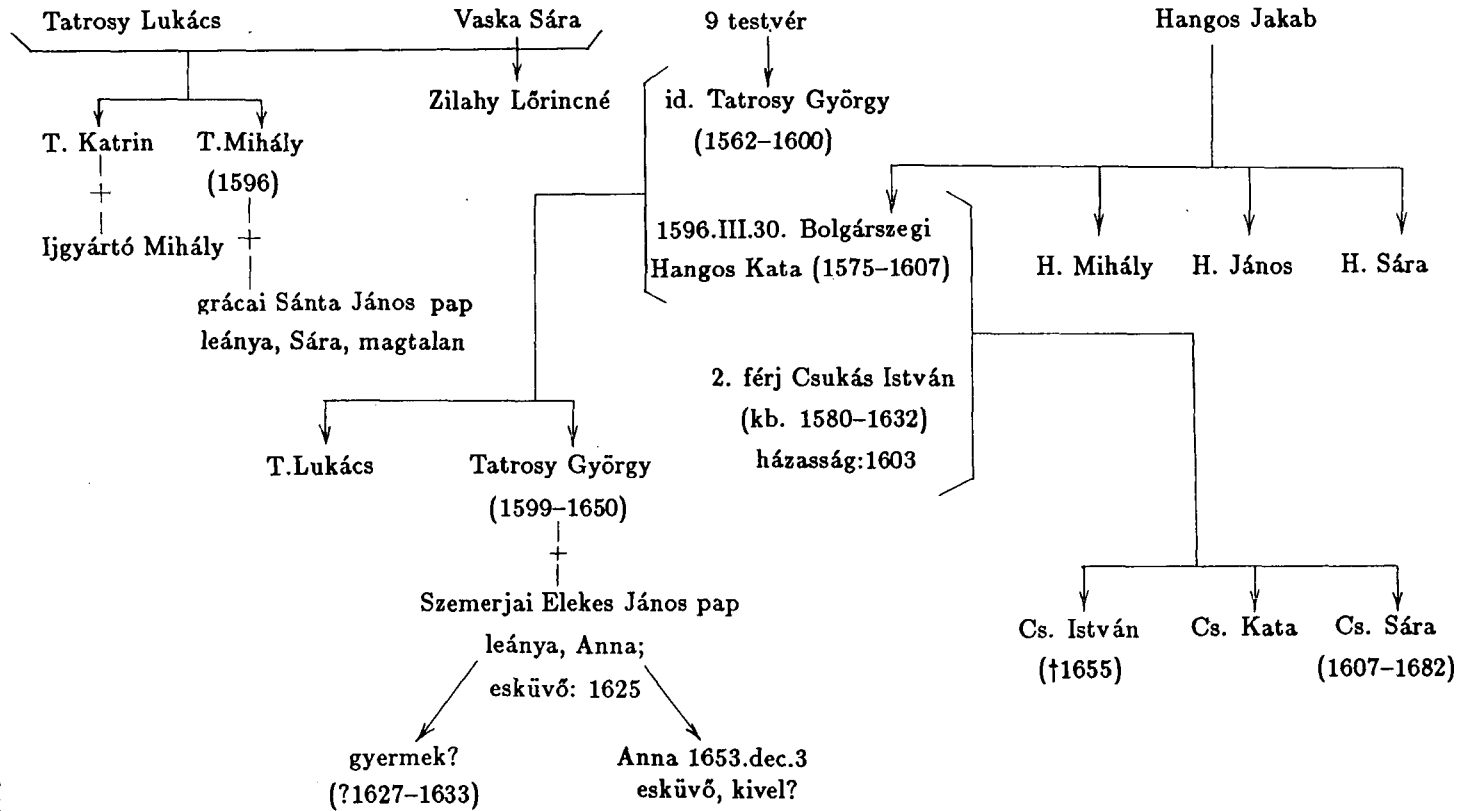 Tatrosy Lukács
Vaska Sára
9 testvér
Hangos Jakab
Zilahy Lőrincné
id. Tatrosy György
(1562–1600)
T. Katrin
T.Mihály
(1596)
Ijgyártó Mihály
grácai Sánta János pap
leánya, Sára, magtalan
1596.III.30. Bolgárszegi
Hangos Kata (1575–1607)
H. Mihály
H. János
H. Sára
2. férj Csukás István
(kb. 1580–1632)
házasság:1603
T.Lukács
Tatrosy György
(1599–1650)
Szemerjai Elekes János pap
leánya, Anna;
esküvő: 1625
Cs. István
(†1655)
Cs. Kata
Cs. Sára
(1607–1682)
gyermek?
(?1627–1633)
Anna 1653.dec.3
esküvő, kivel?